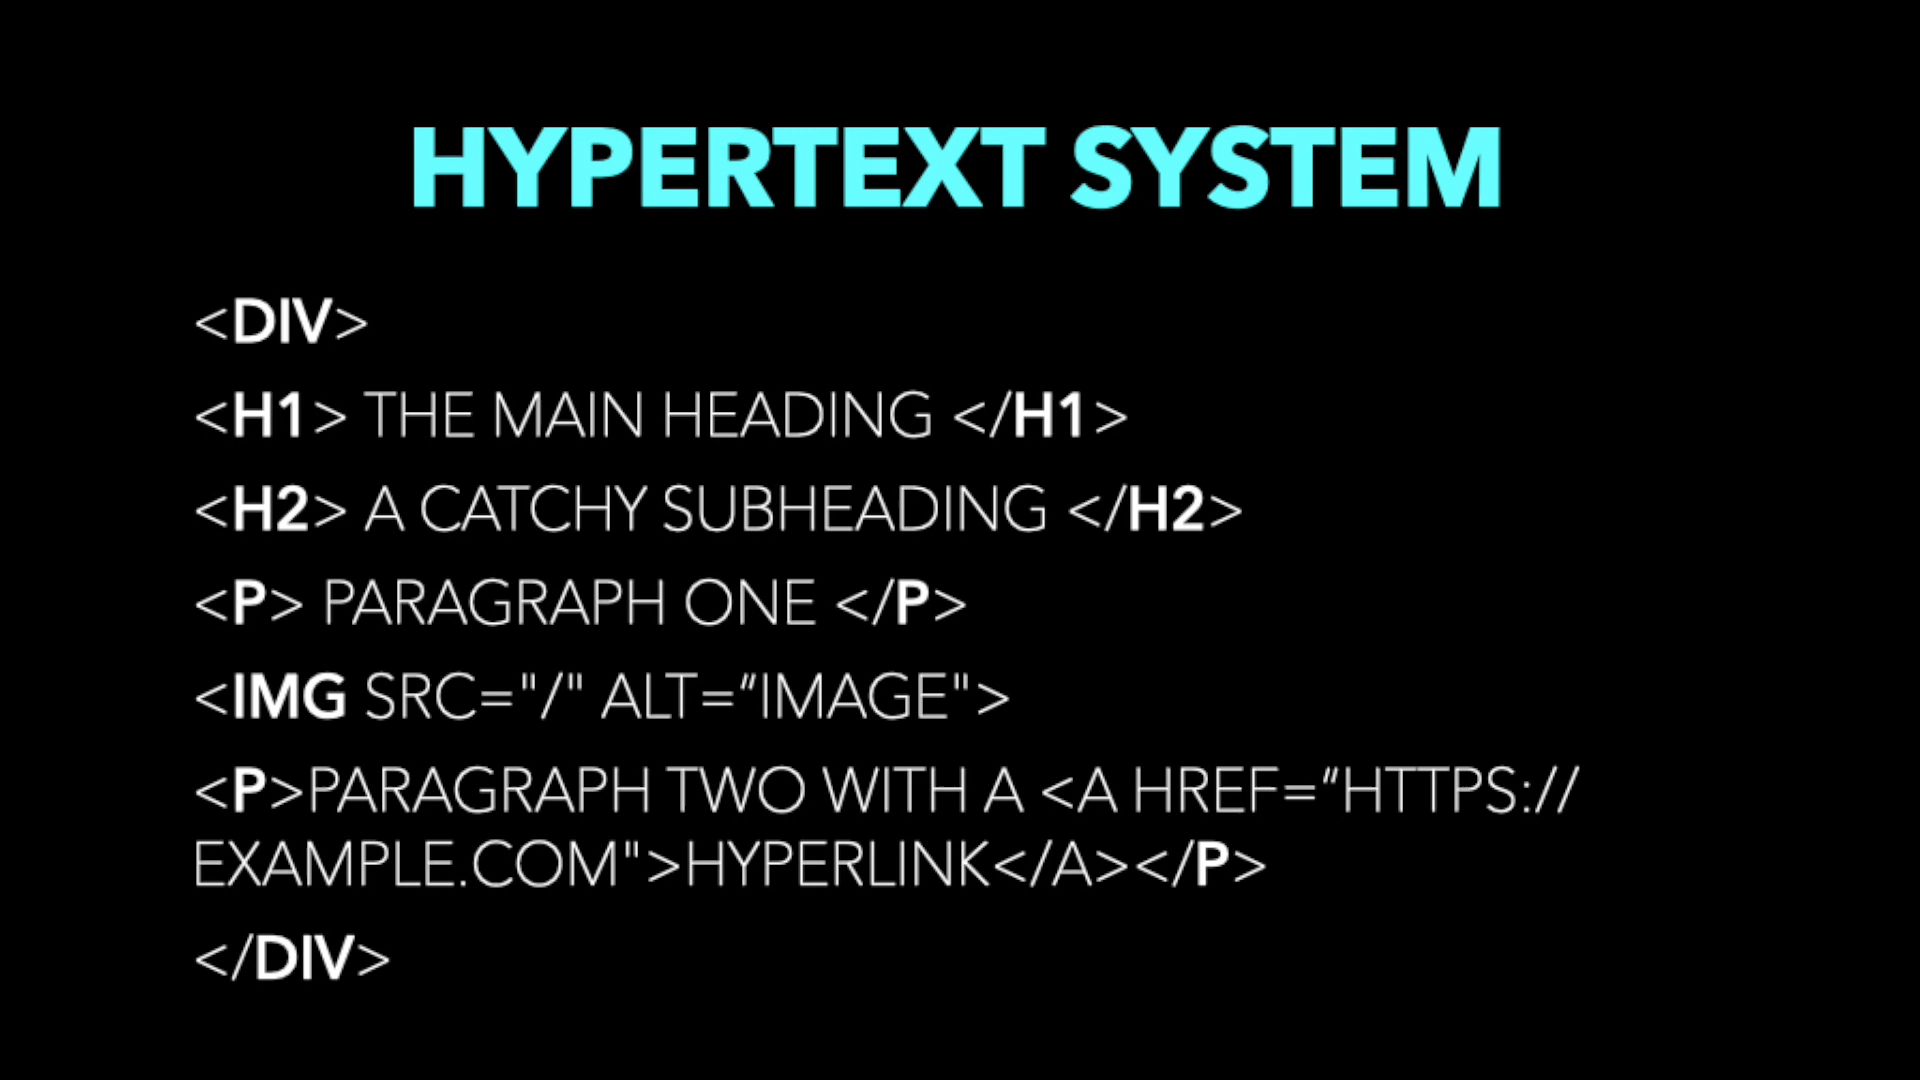 HYPERTEXT SYSTEM
<DIV>
<H1> THE MAIN HEADING </H1>
<H2> A CATCHY SUBHEADING </H2>
<P> PARAGRAPH ONE </P>
<IMG SRC="/" ALT=“IMAGE">
<P>PARAGRAPH TWO WITH A <A HREF=“HTTPS://
EXAMPLE.COM">HYPERLINK</A></P>
</DIV>